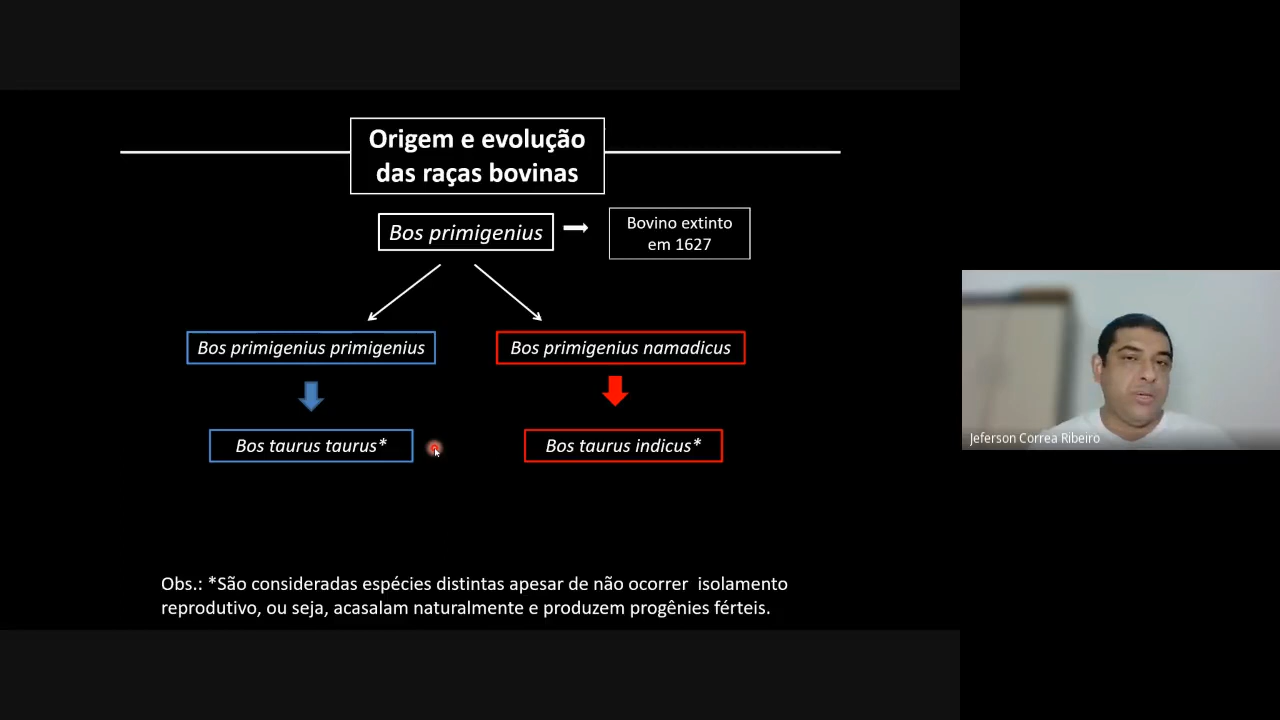 Origem e evolução
das raças bovinas
Bos primigenius
Bovino extinto
em 1627
Bos primigenius primigenius
Bos primigenius namadicus
Bos taurus taurus*
Bos taurus indicus*
Jeferson Correa Ribeiro
Obs.: *São consideradas espécies distintas apesar de não ocorrer isolamento
reprodutivo, ou seja, acasalam naturalmente e produzem progênies férteis.